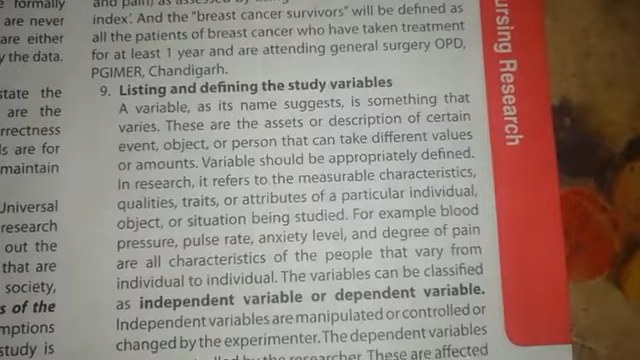 formally
are never
are either
the data.
state the
are the
rrectness
s are for
maintain
Universal
research
out the
that are
society,
s of the
mptions
study is
index'. And the "breast cancer survivors" will be defined as
all the patients of breast cancer who have taken treatment
for at least 1 year and are attending general surgery OPD,
PGIMER, Chandigarh.
9. Listing and defining the study variables
A variable, as its name suggests, is something that
varies. These are the assets or description of certain
event, object, or person that can take different values
or amounts. Variable should be appropriately defined.
In research, it refers to the measurable characteristics,
qualities, traits, or attributes of a particular individual,
object, or situation being studied. For example blood
pressure, pulse rate, anxiety level, and degree of pain
are all characteristics of the people that vary from
individual to individual. The variables can be classified
as independent variable or dependent variable.
Independent variables are manipulated or controlled or
changed by the experimenter. The dependent variables
by the researcher. These are affected
ursing Research